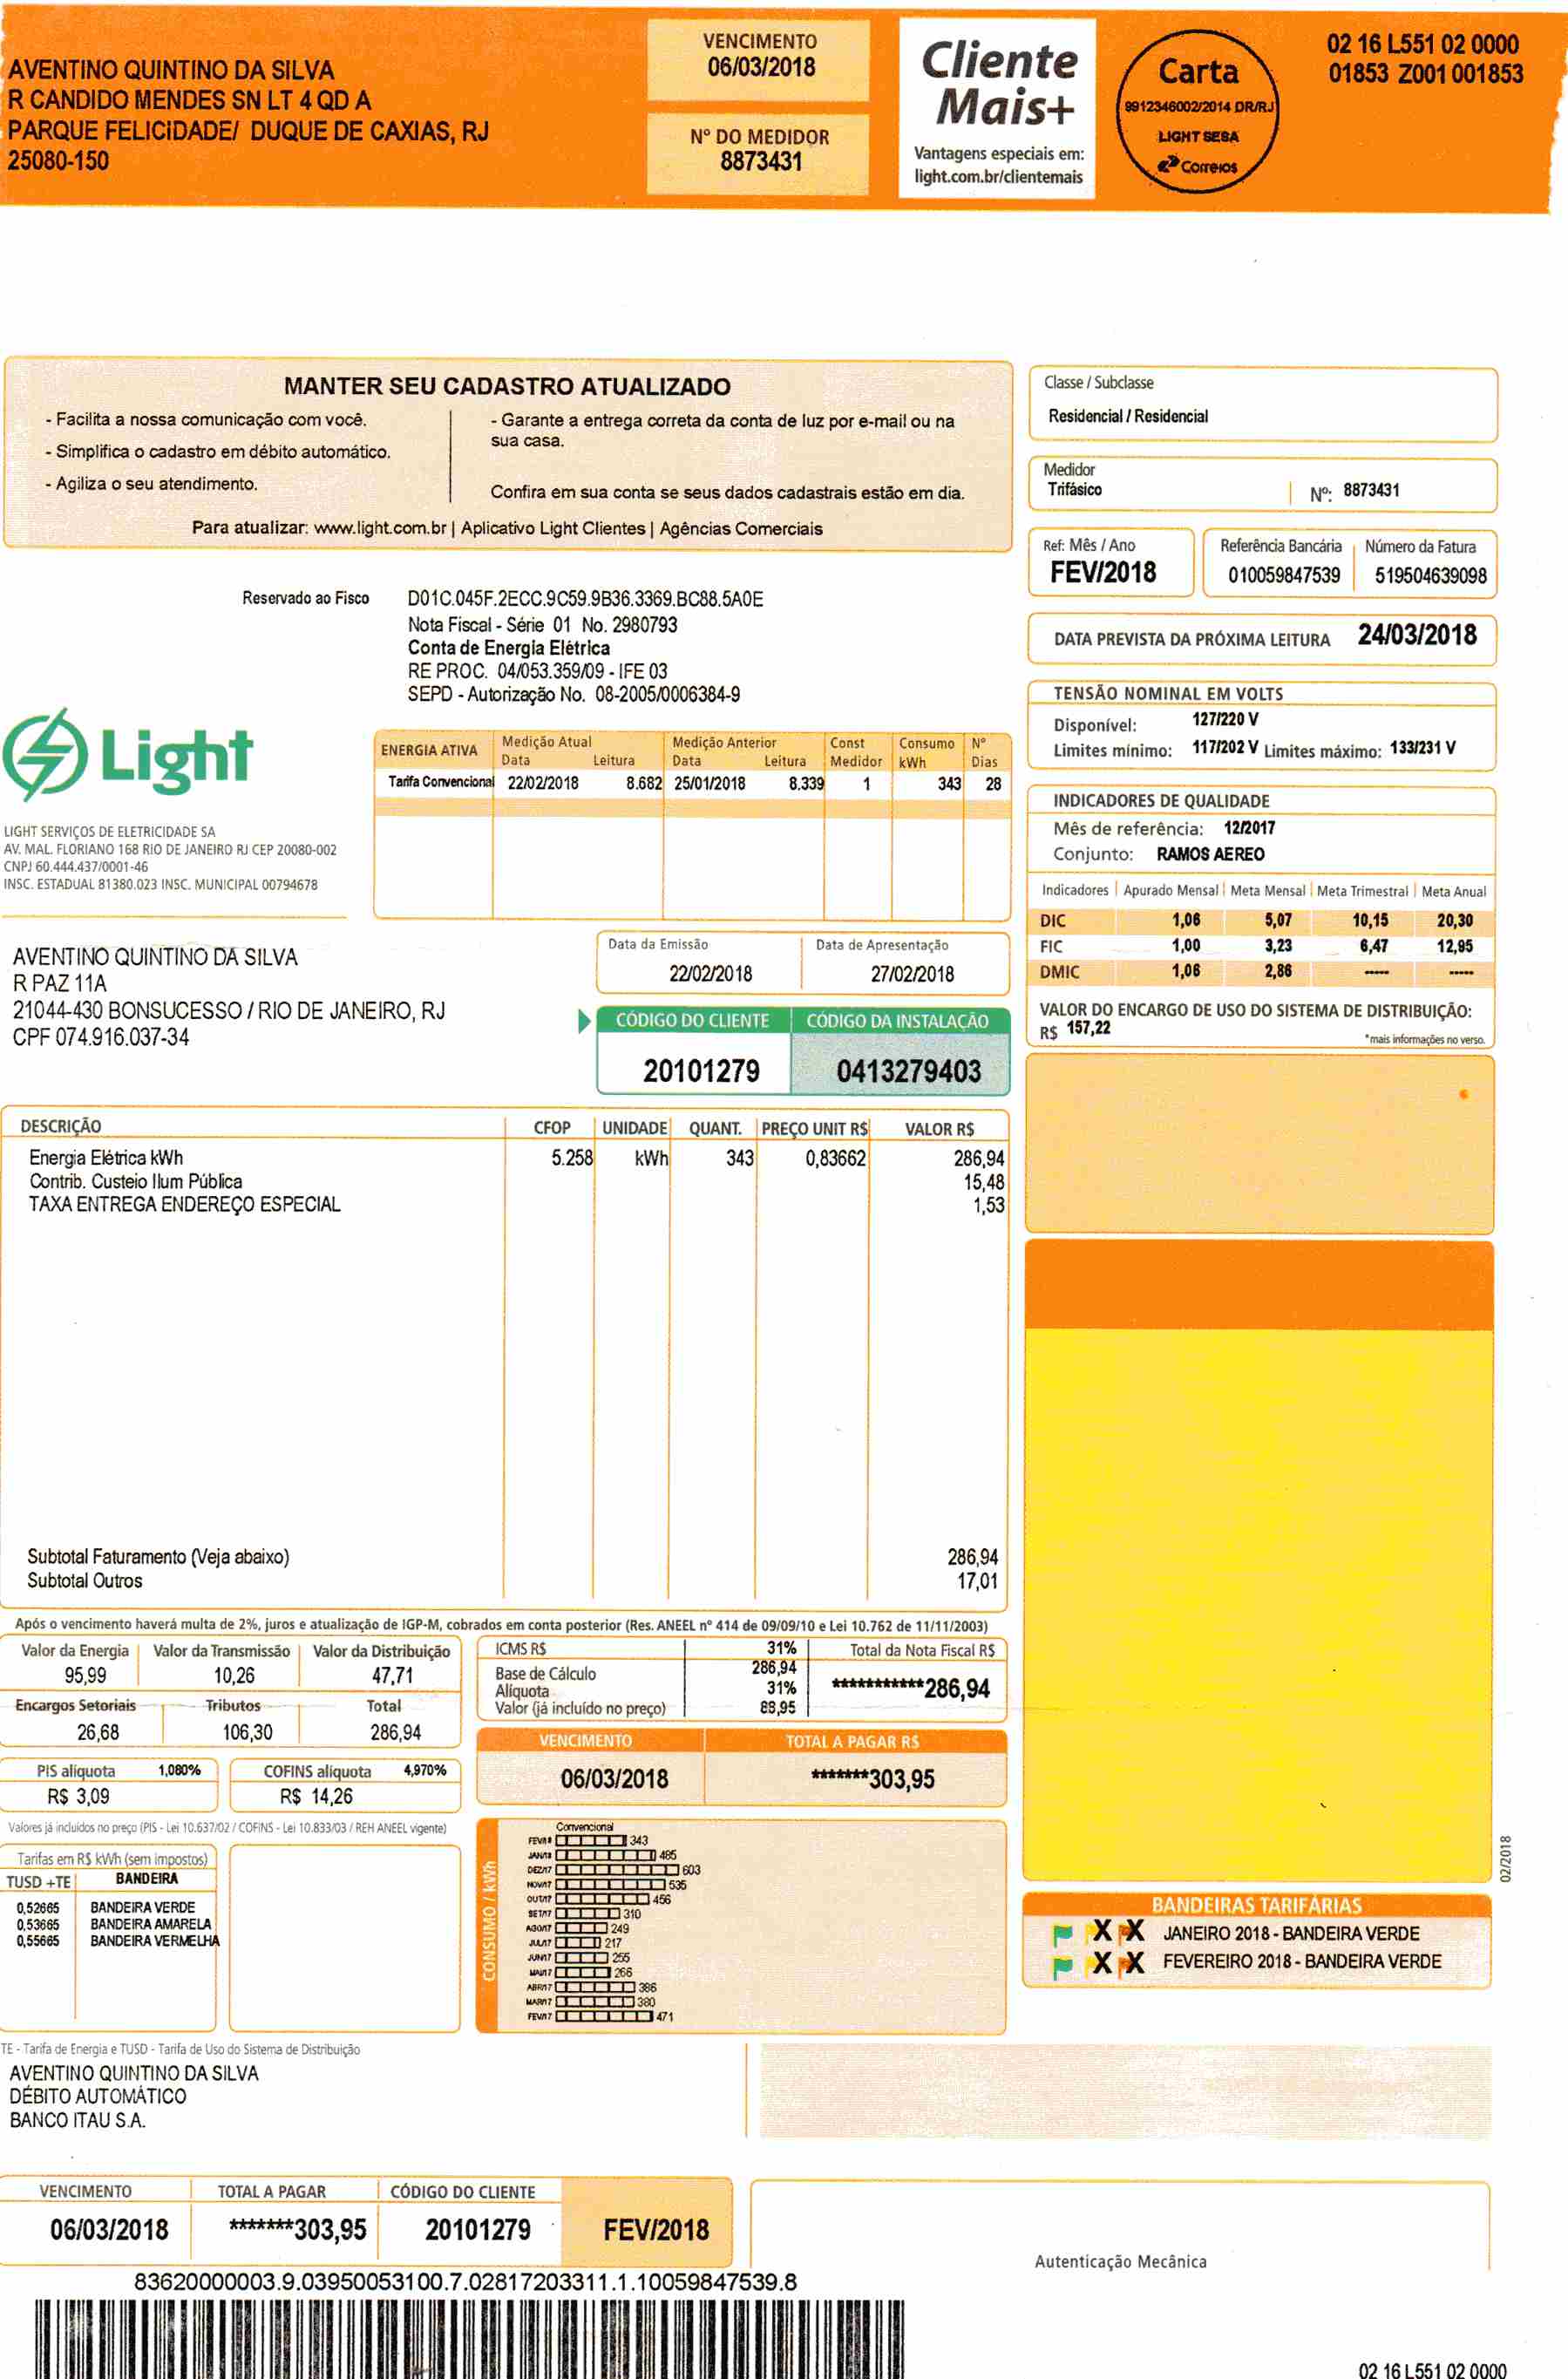 AVENTINO QUINTINO DA SILVA
R CANDIDO MENDES SN LT 4 QD A
PARQUE FELICIDADE/ DUQUE DE CAXIAS, RJ
25080-150
VENCIMENTO
06/03/2018
Nº DO MEDIDOR
8873431
Cliente
Mais+
Vantagens especiais em:
light.com.br/clientemais
Carta
9912346002/2014 DR/RJ
LIGHT SESA
Correios
02 16 L551 02 0000
01853 Z001 001853
MANTER SEU CADASTRO ATUALIZADO
- Facilita a nossa comunicação com você.
- Simplifica o cadastro em débito automático.
- Agiliza o seu atendimento.
- Garante a entrega correta da conta de luz por e-mail ou na
sua casa.
Confira em sua conta se seus dados cadastrais estão em dia.
Para atualizar: www.light.com.br | Aplicativo Light Clientes | Agências Comerciais
Classe / Subclasse
Residencial / Residencial
Medidor
Trifásico Nº: 8873431
Ref: Mês / Ano
FEV/2018
Referência Bancária Número da Fatura
010059847539 519504639098
DATA PREVISTA DA PRÓXIMA LEITURA 24/03/2018
Reservado ao Fisco D01C.045F.2ECC.9C59.9B36.3369.BC88.5A0E
Nota Fiscal - Série 01 No. 2980793
Conta de Energia Elétrica
RE PROC. 04/053.359/09 - IFE 03
SEPD - Autorização No. 08-2005/0006384-9
TENSÃO NOMINAL EM VOLTS
Disponível: 127/220 V
Limites mínimo: 117/202 V Limites máximo: 133/231 V
Light
LIGHT SERVIÇOS DE ELETRICIDADE SA
AV. MAL. FLORIANO 168 RIO DE JANEIRO RJ CEP 20080-002
CNPJ 60.444.437/0001-46
INSC. ESTADUAL 81380.023 INSC. MUNICIPAL 00794678
ENERGIA ATIVA Medição Atual Medição Anterior Const Consumo Nº
Data Leitura Data Leitura Medidor kWh Dias
Tarifa Convencional 22/02/2018 8.682 25/01/2018 8.339 1 343 28
INDICADORES DE QUALIDADE
Mês de referência: 12/2017
Conjunto: RAMOS AEREO
Indicadores Apurado Mensal Meta Mensal Meta Trimestral Meta Anual
DIC 1,06 5,07 10,15 20,30
FIC 1,00 3,23 6,47 12,95
DMIC 1,06 2,86 ----- -----
VALOR DO ENCARGO DE USO DO SISTEMA DE DISTRIBUIÇÃO:
R$ 157,22
*mais informações no verso.
AVENTINO QUINTINO DA SILVA
R PAZ 11A
21044-430 BONSUCESSO / RIO DE JANEIRO, RJ
CPF 074.916.037-34
Data da Emissão Data de Apresentação
22/02/2018 27/02/2018
CÓDIGO DO CLIENTE CÓDIGO DA INSTALAÇÃO
20101279 0413279403
DESCRIÇÃO CFOP UNIDADE QUANT. PREÇO UNIT R$ VALOR R$
Energia Elétrica kWh 5.258 kWh 343 0,83662 286,94
Contrib. Custeio Ilum Pública 15,48
TAXA ENTREGA ENDEREÇO ESPECIAL 1,53
Subtotal Faturamento (Veja abaixo) 286,94
Subtotal Outros 17,01
Após o vencimento haverá multa de 2%, juros e atualização de IGP-M, cobrados em conta posterior (Res. ANEEL nº 414 de 09/09/10 e Lei 10.762 de 11/11/2003)
Valor da Energia Valor da Transmissão Valor da Distribuição
95,99 10,26 47,71
Encargos Setoriais Tributos Total
26,68 106,30 286,94
ICMS R$ 31%
Base de Cálculo 286,94
Alíquota 31%
Valor (já incluído no preço) 88,95
Total da Nota Fiscal R$
***********286,94
VENCIMENTO TOTAL A PAGAR R$
06/03/2018 *******303,95
PIS alíquota 1,080%
R$ 3,09
COFINS alíquota 4,970%
R$ 14,26
Valores já incluídos no preço (PIS - Lei 10.637/02 / COFINS - Lei 10.833/03 / REH ANEEL vigente)
Tarifas em R$ kWh (sem impostos)
TUSD +TE BANDEIRA
0,52665 BANDEIRA VERDE
0,53665 BANDEIRA AMARELA
0,55665 BANDEIRA VERMELHA
CONSUMO / kWh
Convencional
FEV/18 343
JAN/18 485
DEZ/17 603
NOV/17 535
OUT/17 456
SET/17 310
AGO/17 249
JUL/17 217
JUN/17 255
MAI/17 266
ABR/17 386
MAR/17 380
FEV/17 471
02/2018
BANDEIRAS TARIFÁRIAS
X X JANEIRO 2018 - BANDEIRA VERDE
X X FEVEREIRO 2018 - BANDEIRA VERDE
TE - Tarifa de Energia e TUSD - Tarifa de Uso do Sistema de Distribuição
AVENTINO QUINTINO DA SILVA
DÉBITO AUTOMÁTICO
BANCO ITAU S.A.
VENCIMENTO TOTAL A PAGAR CÓDIGO DO CLIENTE
06/03/2018 *******303,95 20101279 FEV/2018
Autenticação Mecânica
83620000003.9.03950053100.7.02817203311.1.10059847539.8
02 16 L551 02 0000